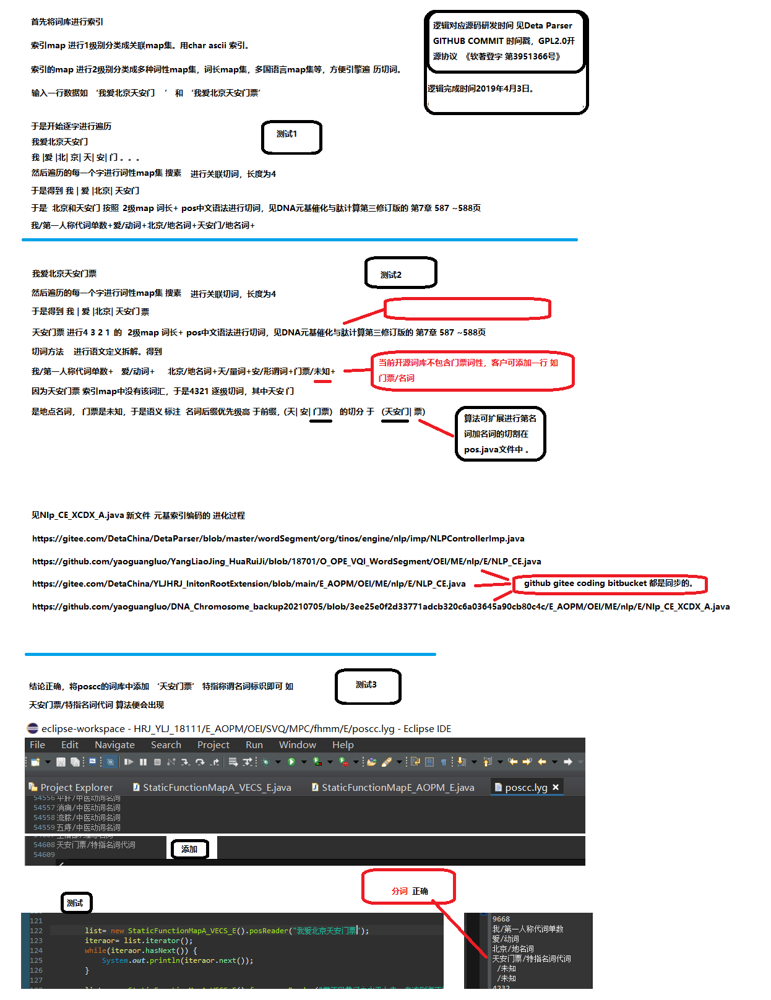 首先将词库进行索引
索引map 进行1级别分类成关联map集。用char ascii 索引。
索引的map 进行2级别分类成多种词性map集，词长map集，多国语言map集等，方便引擎遍 历切词。
输入一行数据如 ‘我爱北京天安门 ’ 和 ‘我爱北京天安门票’
逻辑对应源码研发时间 见Deta Parser
GITHUB COMMIT 时间戳，GPL2.0开
源协议 《软著登字 第3951366号》
逻辑完成时间2019年4月3日。
于是开始逐字进行遍历
测试1
我爱北京天安门
我 |爱 |北| 京| 天| 安| 门 。。。
然后遍历的每一个字进行词性map集 搜素 进行关联切词，长度为4
于是得到 我 | 爱 |北京| 天安门
于是 北京和天安门 按照 2级map 词长+ pos中文语法进行切词，见DNA元基催化与肽计算第三修订版的 第7章 587 ~588页
我/第一人称代词单数+爱/动词+北京/地名词+天安门/地名词+
我爱北京天安门票
测试2
然后遍历的每一个字进行词性map集 搜素 进行关联切词，长度为4
于是得到 我 | 爱 |北京| 天安门 票
天安门票 进行4 3 2 1 的 2级map 词长+ pos中文语法进行切词，见DNA元基催化与肽计算第三修订版的 第7章 587 ~588页
切词方法 进行语文定义拆解。得到
我/第一人称代词单数+ 爱/动词+ 北京/地名词+天/量词+安/形谓词+门票/未知+
当前开源词库不包含门票词性，客户可添加一行 如
门票/名词
因为天安门票 索引map中没有该词汇，于是4321 逐级切词，其中天安 门
是地点名词， 门票是未知，于是语义 标注 名词后缀优先级高 于前缀，(天| 安| 门票) 的切分 于 (天安门| 票)
算法可扩展进行第名
词加名词的切割在
pos.java文件中 。
见Nlp_CE_XCDX_A.java 新文件 元基索引编码的 进化过程
https://gitee.com/DetaChina/DetaParser/blob/master/wordSegment/org/tinos/engine/nlp/imp/NLPControllerImp.java
https://github.com/yaoguangluo/YangLiaoJing_HuaRuiJi/blob/18701/O_OPE_VQI_WordSegment/OEI/ME/nlp/E/NLP_CE.java
https://gitee.com/DetaChina/YLJHRJ_InitonRootExtension/blob/main/E_AOPM/OEI/ME/nlp/E/NLP_CE.java
github gitee coding bitbucket 都是同步的。
https://github.com/yaoguangluo/DNA_Chromosome_backup20210705/blob/3ee25e0f2d33771adcb320c6a03645a90cb80c4c/E_AOPM/OEI/ME/nlp/E/Nlp_CE_XCDX_A.java
结论正确，将poscc的词库中添加 ‘天安门票’ 特指称谓名词标识即可 如
测试3
天安门票/特指名词代词 算法便会出现
eclipse-workspace - HRJ_YLJ_18111/E_AOPM/OEI/SVQ/MPC/fhmm/E/poscc.lyg - Eclipse IDE
File Edit Navigate Search Project Run Window Help
Project Explorer StaticFunctionMapA_VECS_E.java StaticFunctionMapE_AOPM_E.java poscc.lyg
54556 平肝/中医动词名词
54557 消痈/中医动词名词
54558 流脓/中医动词名词
54559 五痔/中医动词名词
54608 天安门票/特指名词代词
54609
添加
分词 正确
测试
121
122 list= new StaticFunctionMapA_VECS_E().posReader("我爱北京天安门票");
123 iteraor= list.iterator();
124 while(iteraor.hasNext()) {
125 System.out.println(iteraor.next());
126 }
127
9668
我/第一人称代词单数
爱/动词
北京/地名词
天安门票/特指名词代词
/未知
/未知
4232